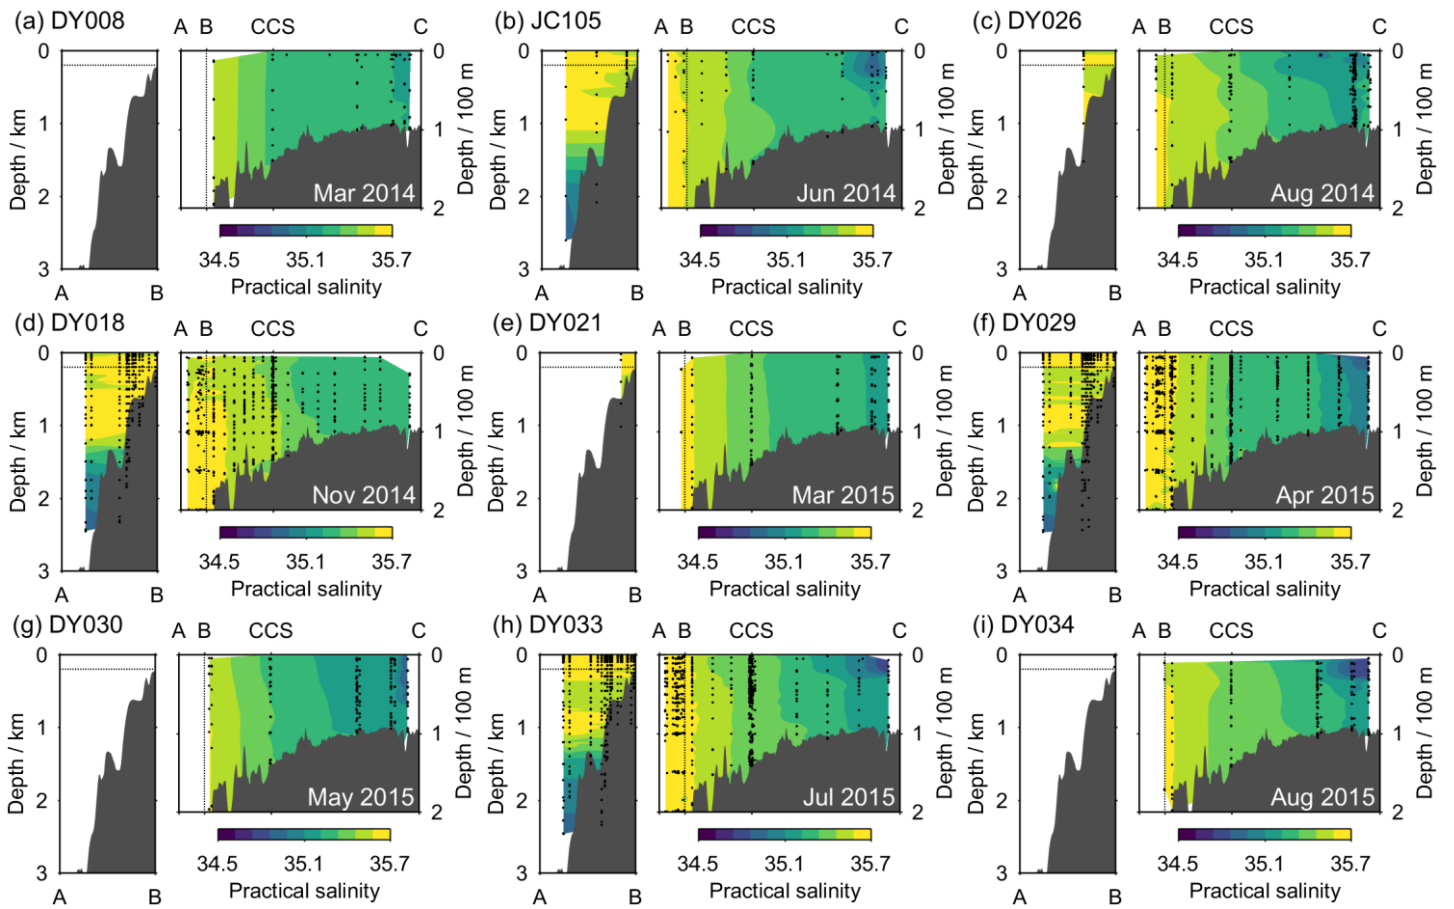 (a) DY008 A B CCS C
(b) JC105 A B CCS C
(c) DY026 A B CCS C
0 0 0 0 0 0
Depth / km Depth / 100 m Depth / km Depth / 100 m Depth / km Depth / 100 m
1 1 1 1 1 1
2 Mar 2014 2 2 Jun 2014 2 2 Aug 2014 2
34.5 35.1 35.7 34.5 35.1 35.7 34.5 35.1 35.7
3 3 3
Practical salinity Practical salinity Practical salinity
A B A B A B
(d) DY018 A B CCS C
(e) DY021 A B CCS C
(f) DY029 A B CCS C
0 0 0 0 0 0
Depth / km Depth / 100 m Depth / km Depth / 100 m Depth / km Depth / 100 m
1 1 1 1 1 1
2 Nov 2014 2 2 Mar 2015 2 2 Apr 2015 2
34.5 35.1 35.7 34.5 35.1 35.7 34.5 35.1 35.7
3 3 3
Practical salinity Practical salinity Practical salinity
A B A B A B
(g) DY030 A B CCS C
(h) DY033 A B CCS C
(i) DY034 A B CCS C
0 0 0 0 0 0
Depth / km Depth / 100 m Depth / km Depth / 100 m Depth / km Depth / 100 m
1 1 1 1 1 1
2 May 2015 2 2 Jul 2015 2 2 Aug 2015 2
34.5 35.1 35.7 34.5 35.1 35.7 34.5 35.1 35.7
3 3 3
Practical salinity Practical salinity Practical salinity
A B A B A B